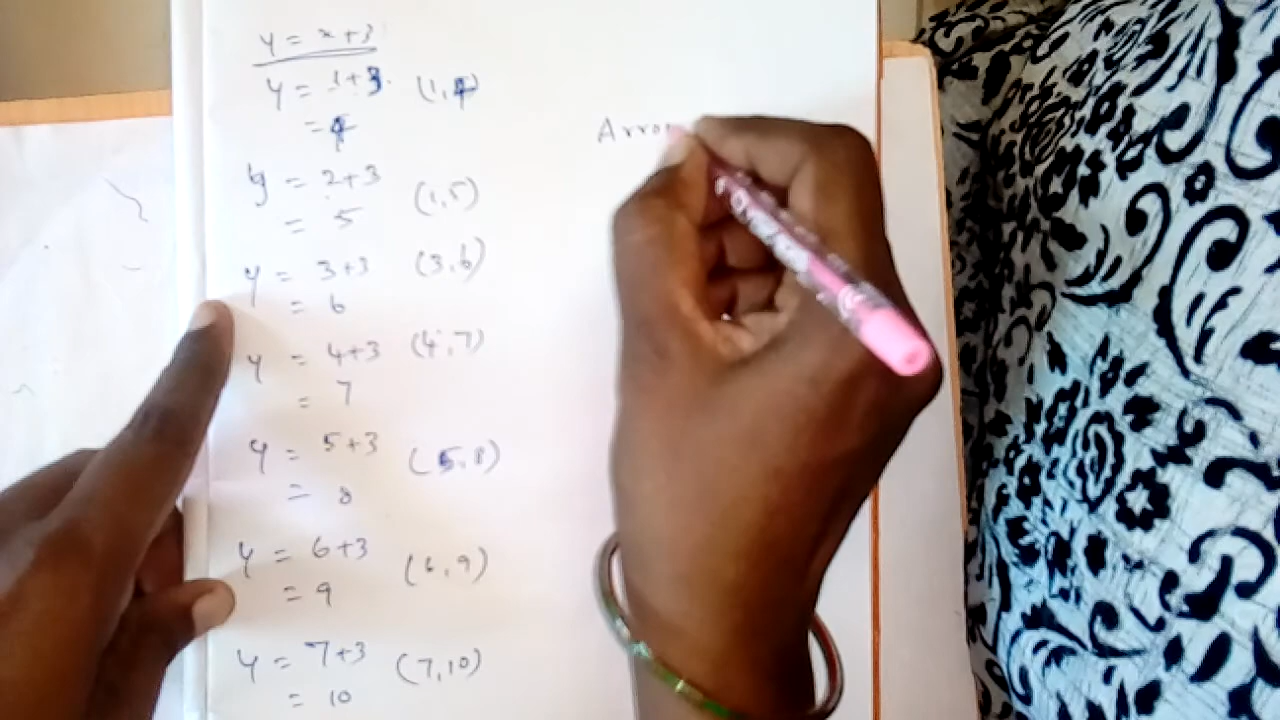 y = x+3
y = 1+3 (1,4)
= 4
y = 2+3 (1,5)
= 5
y = 3+3 (3,6)
= 6
y = 4+3 (4,7)
= 7
y = 5+3 (5,8)
= 8
y = 6+3 (6,9)
= 9
y = 7+3 (7,10)
= 10
Arro